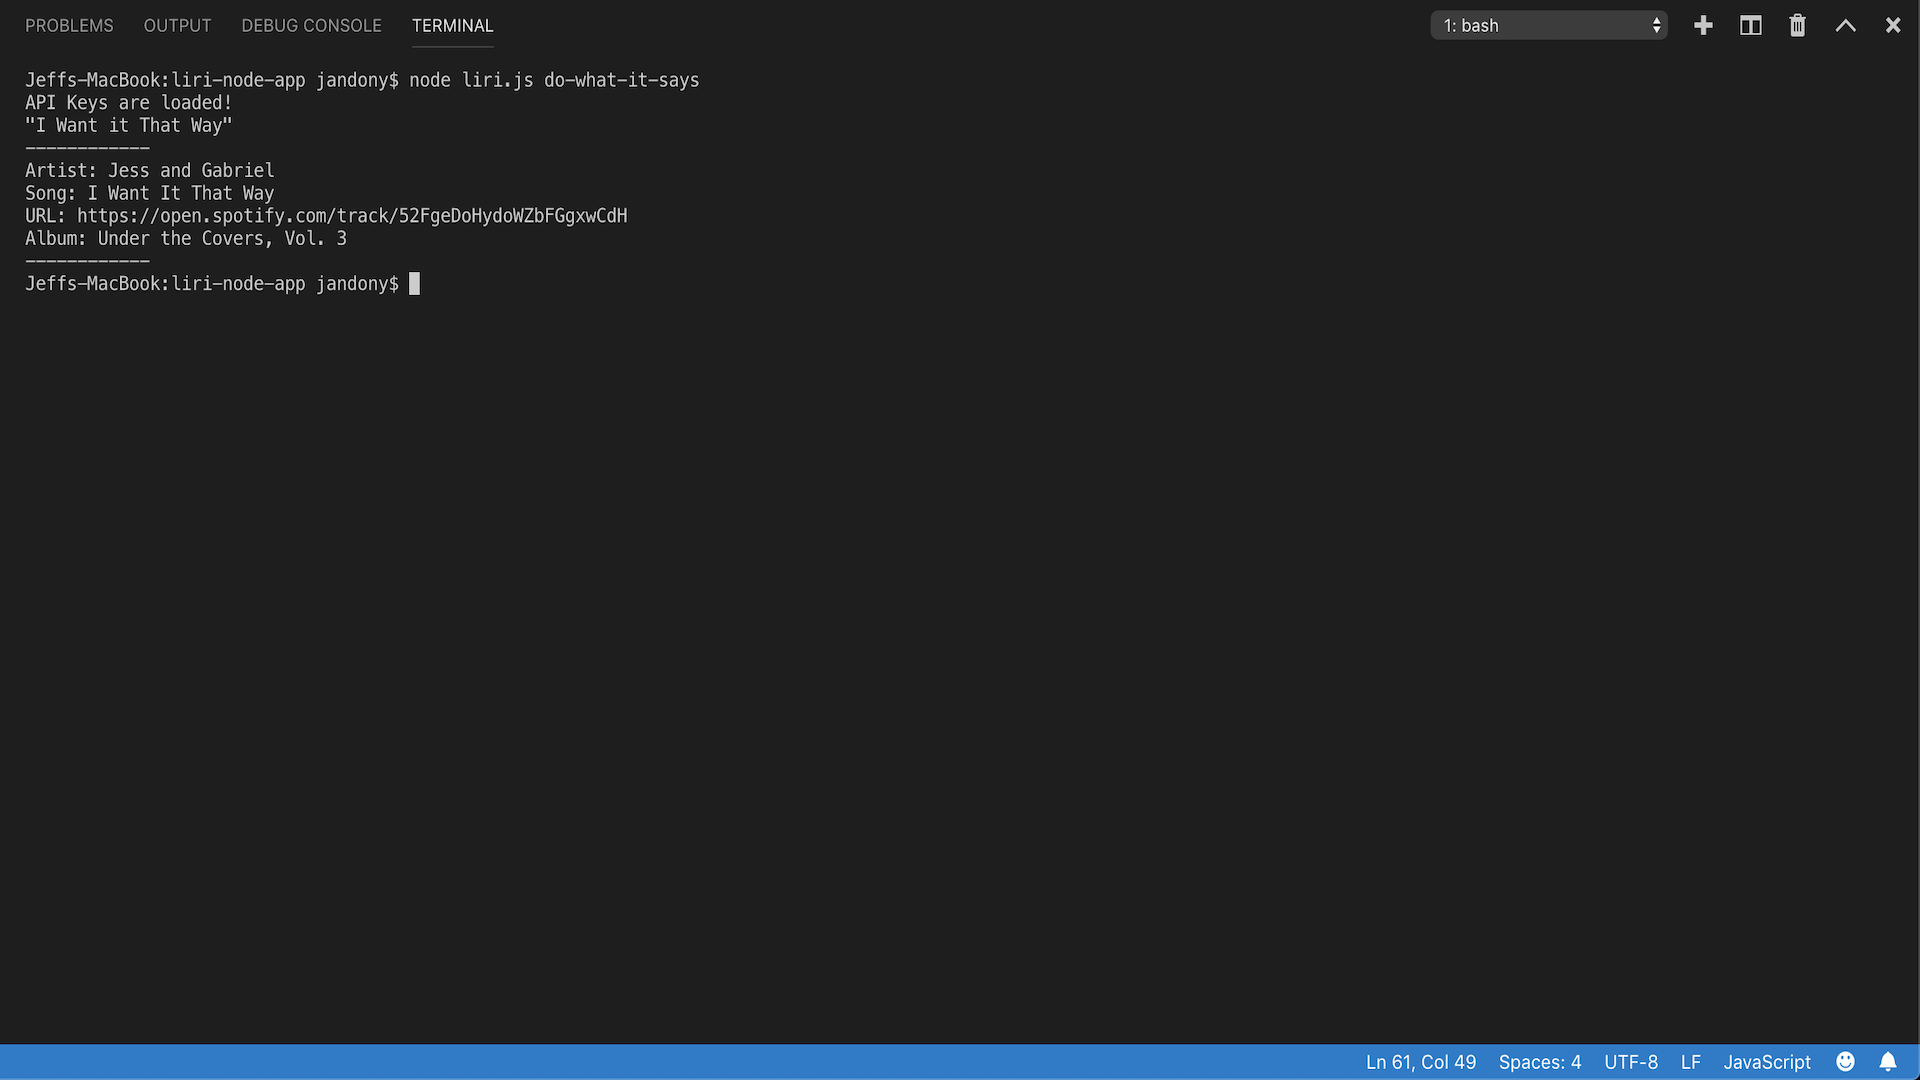 PROBLEMS OUTPUT DEBUG CONSOLE TERMINAL 1: bash
Jeffs-MacBook:liri-node-app jandony$ node liri.js do-what-it-says
API Keys are loaded!
"I Want it That Way"
------------
Artist: Jess and Gabriel
Song: I Want It That Way
URL: https://open.spotify.com/track/52FgeDoHydoWZbFGgxwCdH
Album: Under the Covers, Vol. 3
------------
Jeffs-MacBook:liri-node-app jandony$
Ln 61, Col 49 Spaces: 4 UTF-8 LF JavaScript